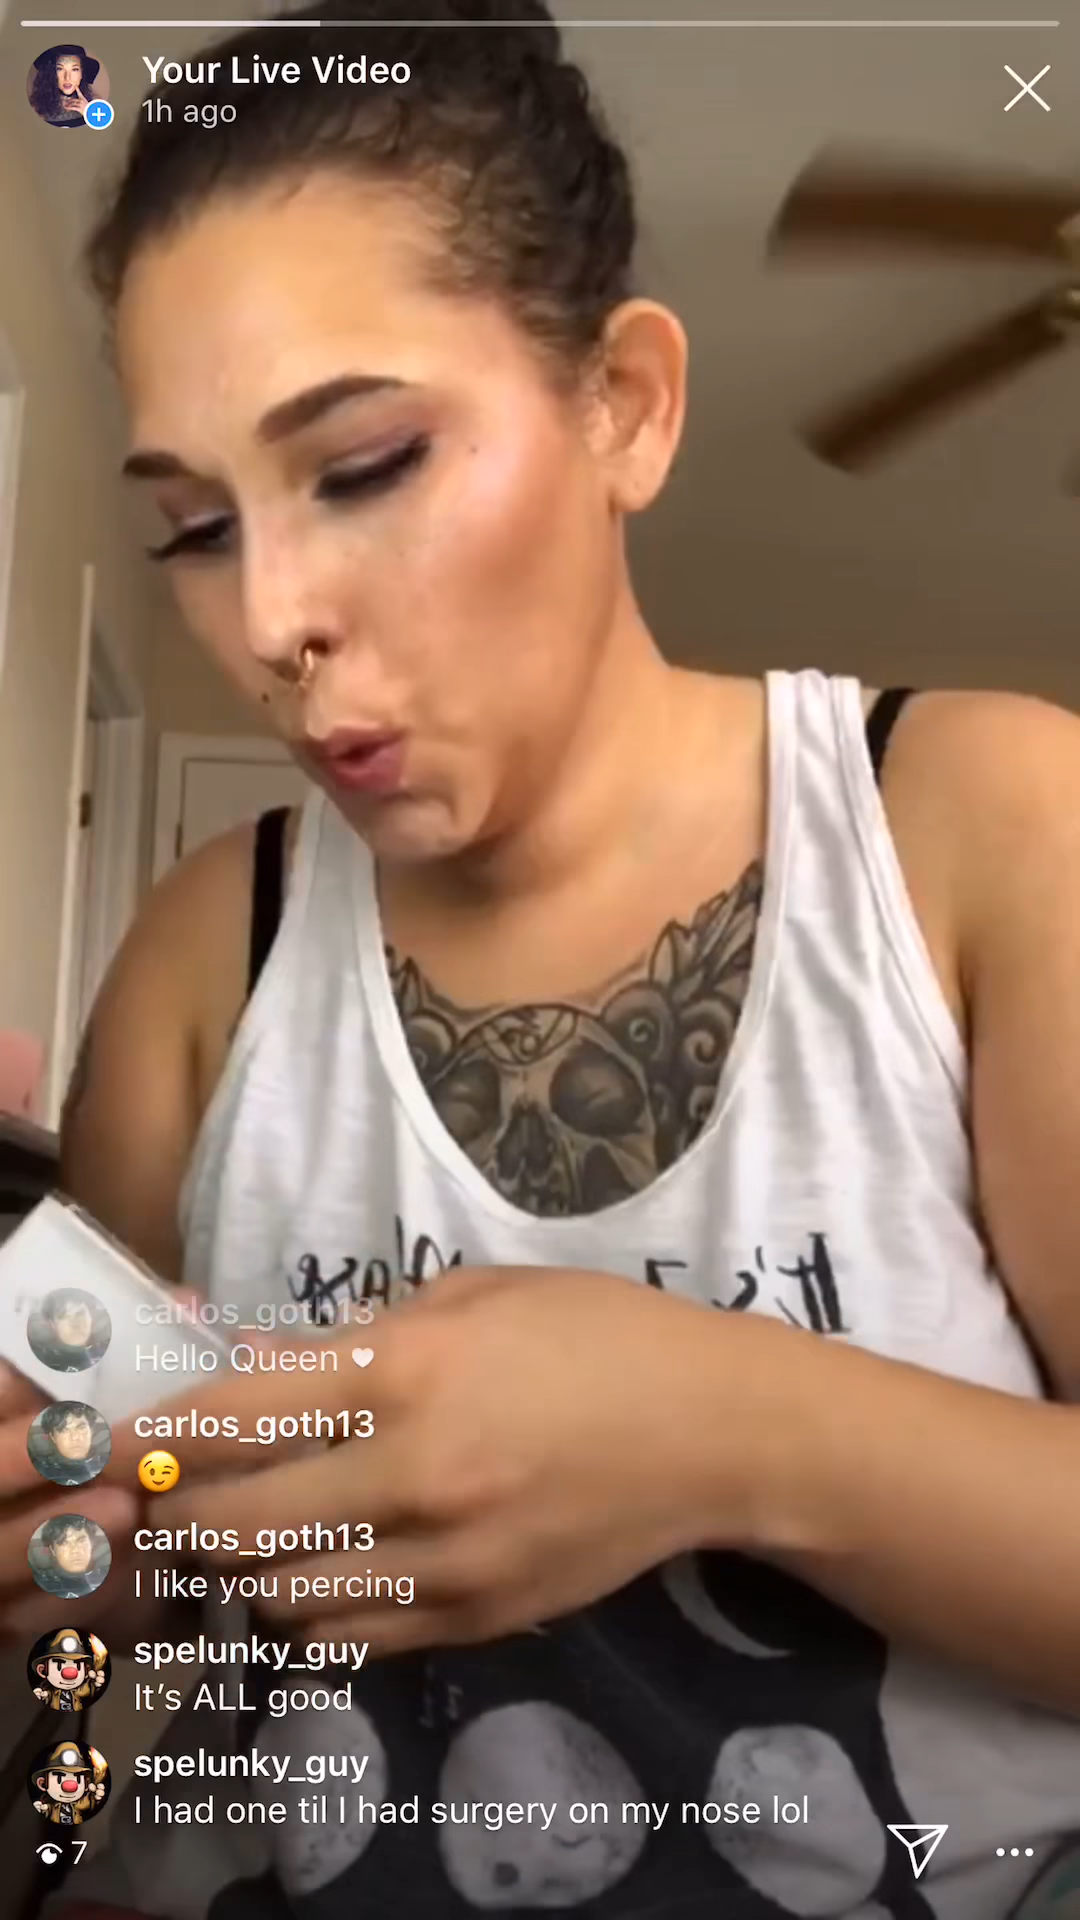 Your Live Video
1h ago
It's
carlos_goth13
Hello Queen 🤍
carlos_goth13
😉
carlos_goth13
I like you percing
spelunky_guy
It's ALL good
spelunky_guy
I had one til I had surgery on my nose lol
7